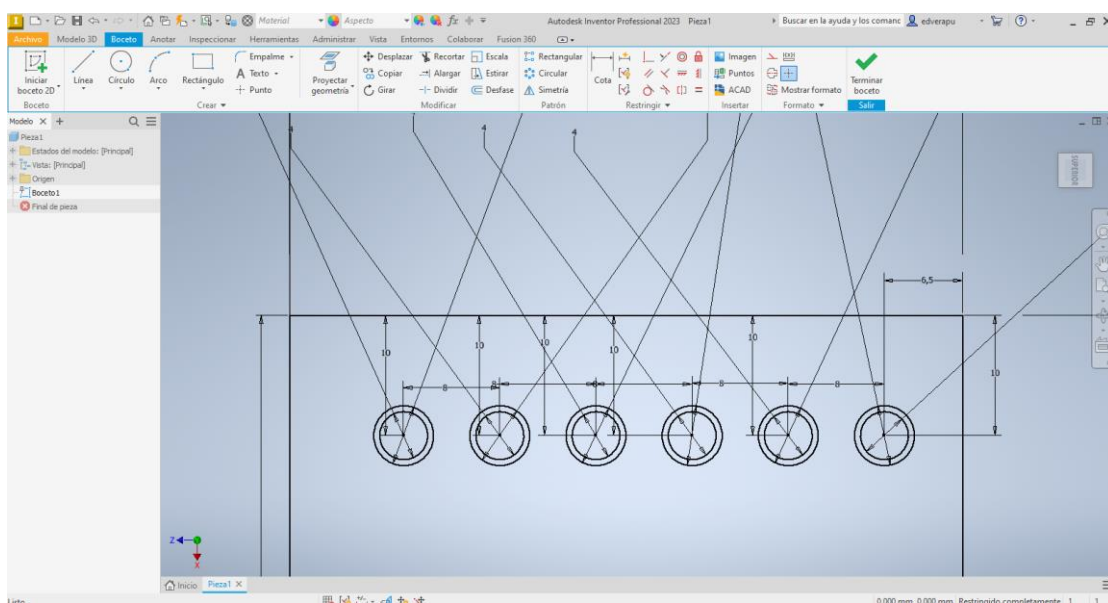 Material
Aspecto
fx
Autodesk Inventor Professional 2023 Pieza1
Buscar en la ayuda y los comanc
edverapu
Archivo Modelo 3D Boceto Anotar Inspeccionar Herramientas Administrar Vista Entornos Colaborar Fusion 360
Iniciar
boceto 2D
Línea
Círculo
Arco
Rectángulo
Empalme
Texto
Punto
Proyectar
geometría
Desplazar Recortar Escala
Copiar Alargar Estirar
Girar Dividir Desfase
Rectangular
Circular
Simetría
Cota
Imagen
Puntos
ACAD
Mostrar formato
Terminar
boceto
Boceto Crear Modificar Patrón Restringir Insertar Formato Salir
Modelo
Pieza1
Estados del modelo: [Principal]
Vista: [Principal]
Origen
Boceto1
Final de pieza
4 4 4
SUPERIOR
6,5
10 10 10 10 10 10
8 8 8 8 8
Z
X
Inicio Pieza1
Listo
0,000 mm, 0,000 mm Restringido completamente 1 1